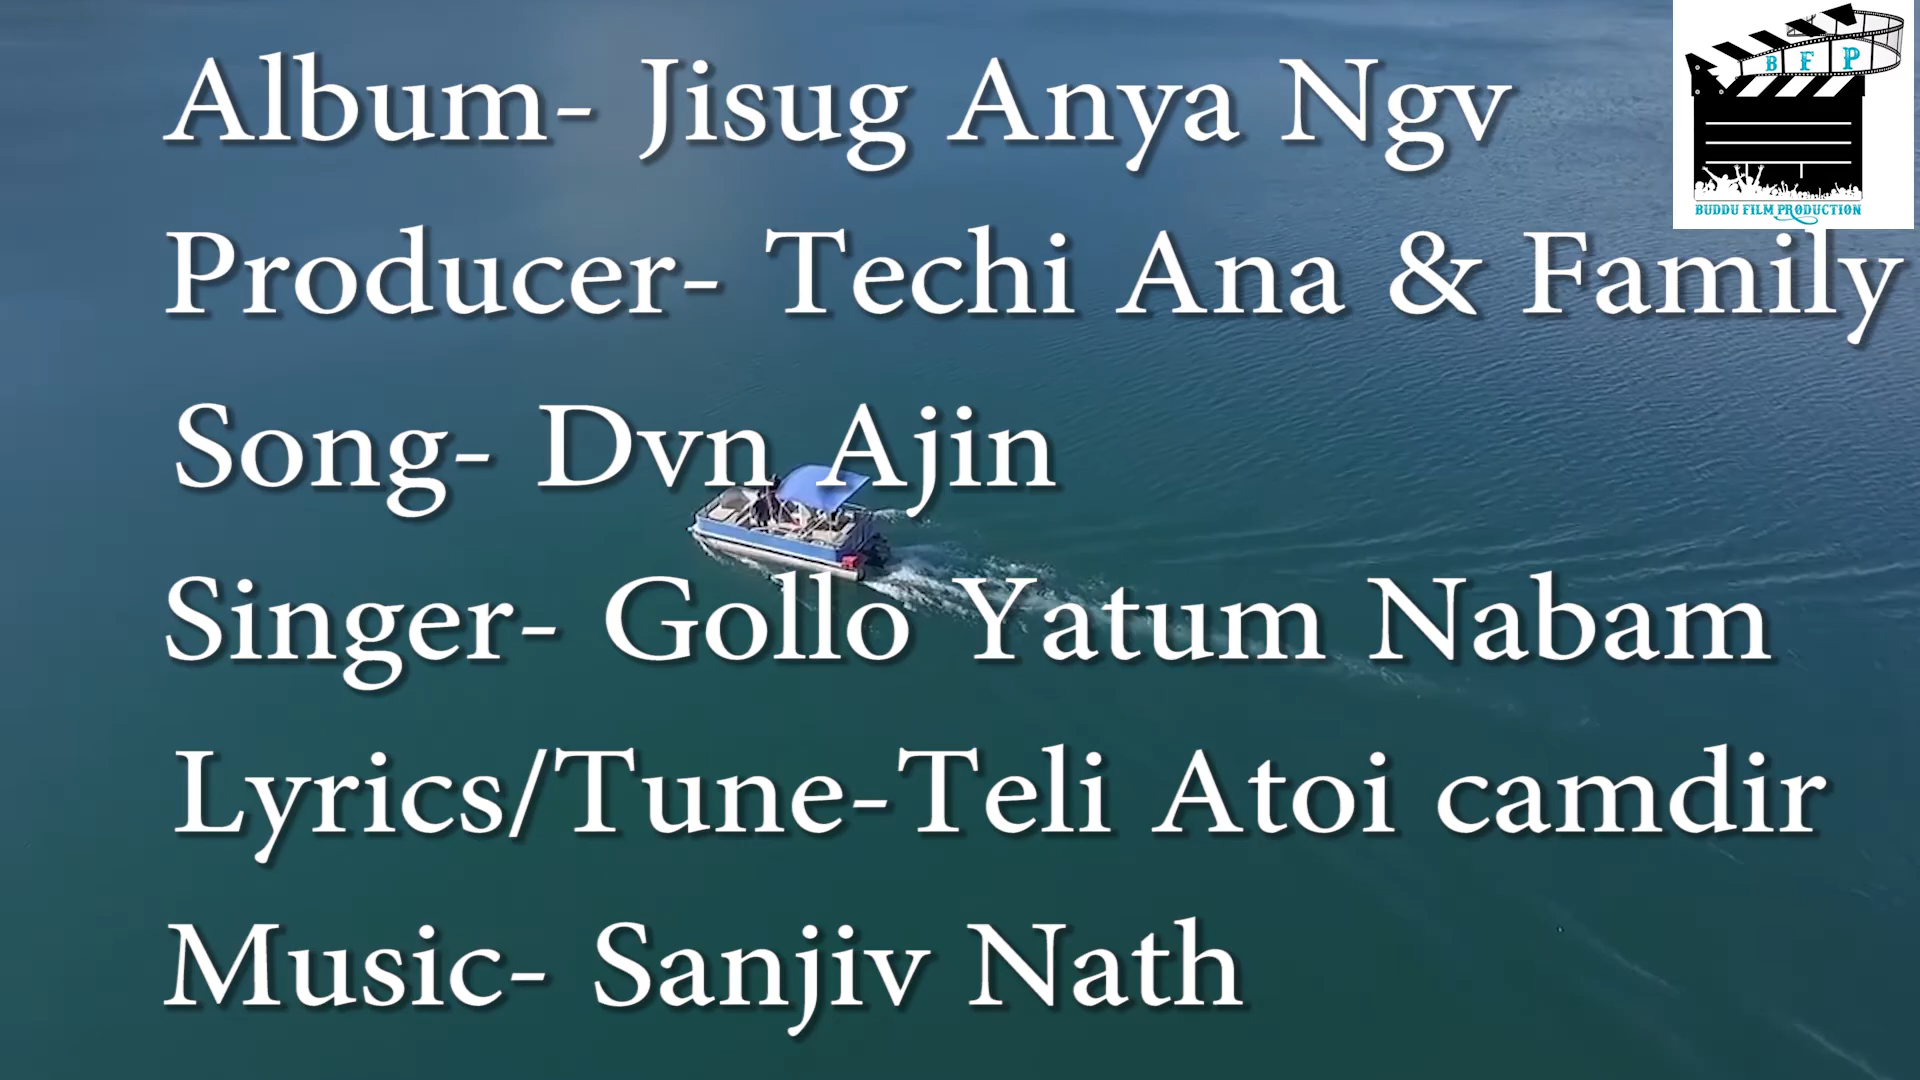 Album- Jisug Anya Ngv
B F P
BUDDU FILM PRODUCTION
Producer- Techi Ana & Family
Song- Dvn Ajin
Singer- Gollo Yatum Nabam
Lyrics/Tune-Teli Atoi camdir
Music- Sanjiv Nath